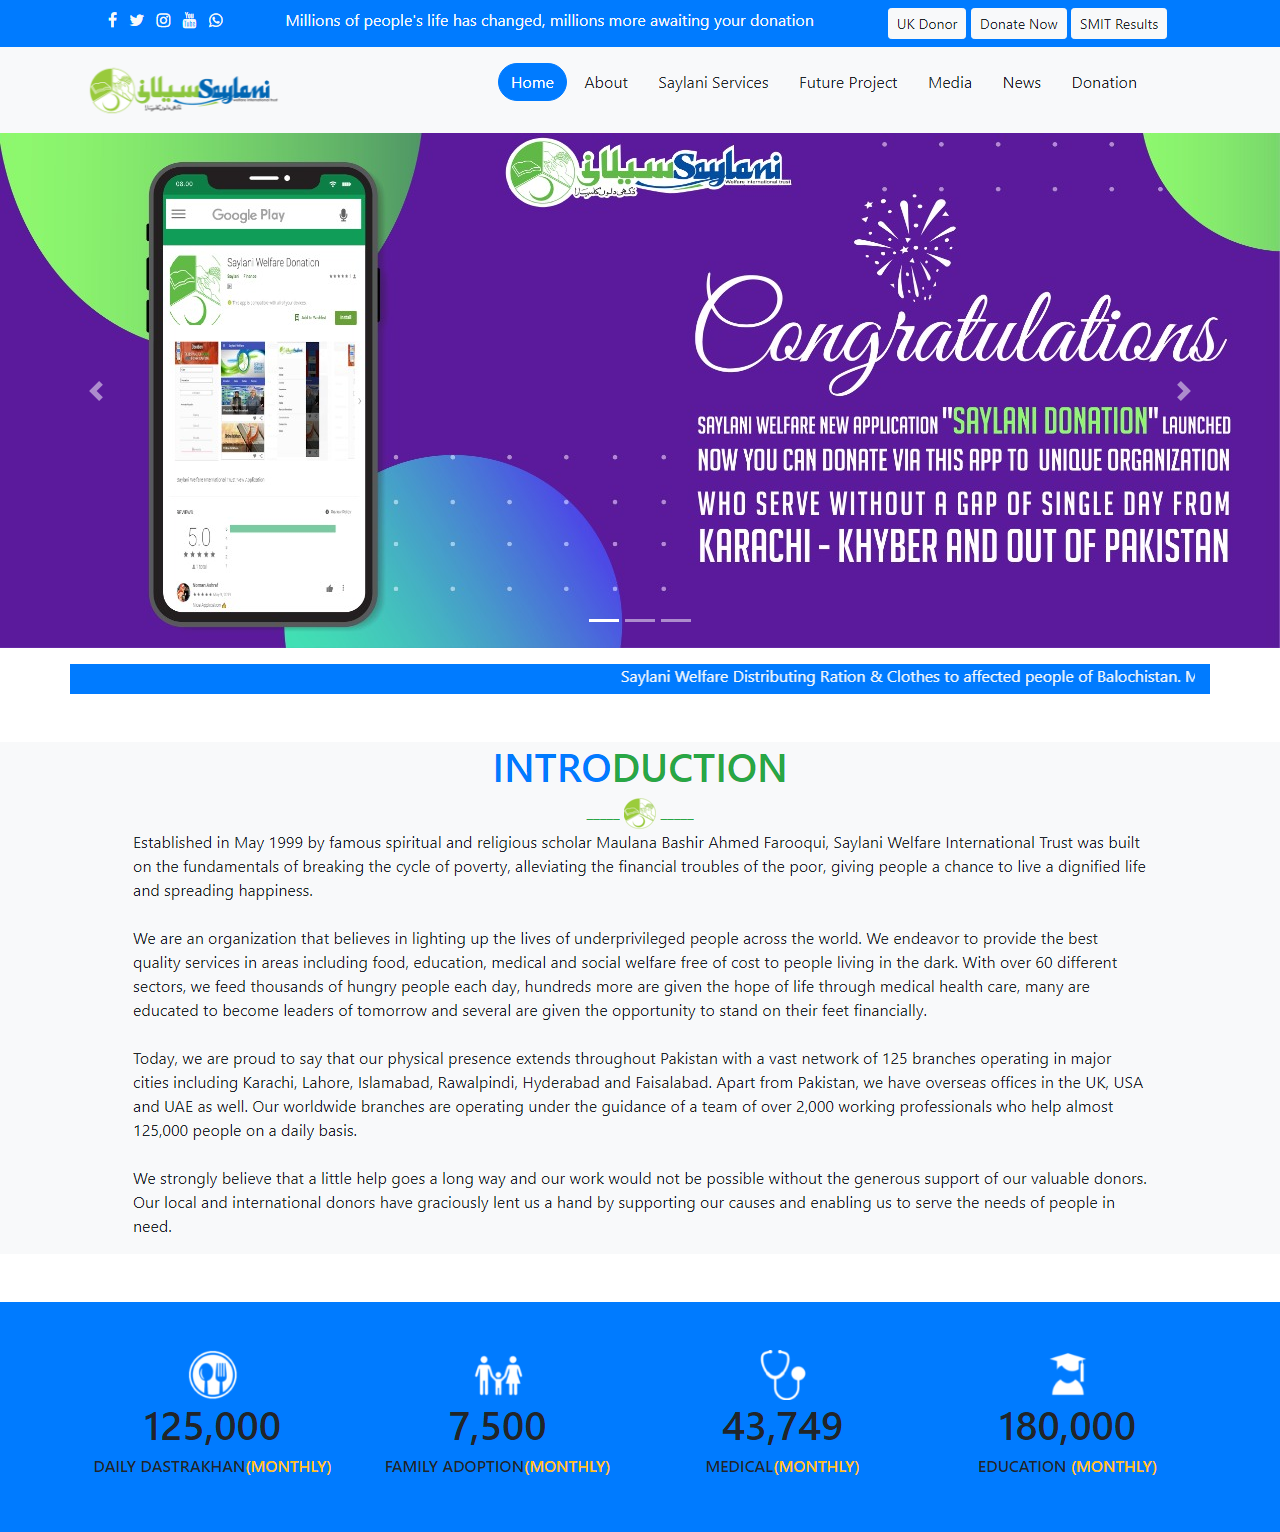 Millions of people's life has changed, millions more awaiting your donation
UK Donor
Donate Now
SMIT Results
سیلانی Saylani
Home
About
Saylani Services
Future Project
Media
News
Donation
سیلانی Saylani
Welfare international trust
08.00
Google Play
Saylani Welfare Donation
Saylani Finance
Add to Wishlist
Install
Saylani Welfare International Trust New Application
REVIEWS
5.0
Congratulations
SAYLANI WELFARE NEW APPLICATION "SAYLANI DONATION" LAUNCHED
NOW YOU CAN DONATE VIA THIS APP TO UNIQUE ORGANIZATION
WHO SERVE WITHOUT A GAP OF SINGLE DAY FROM
KARACHI - KHYBER AND OUT OF PAKISTAN
Saylani Welfare Distributing Ration & Clothes to affected people of Balochistan. M
INTRODUCTION
Established in May 1999 by famous spiritual and religious scholar Maulana Bashir Ahmed Farooqui, Saylani Welfare International Trust was built
on the fundamentals of breaking the cycle of poverty, alleviating the financial troubles of the poor, giving people a chance to live a dignified life
and spreading happiness.
We are an organization that believes in lighting up the lives of underprivileged people across the world. We endeavor to provide the best
quality services in areas including food, education, medical and social welfare free of cost to people living in the dark. With over 60 different
sectors, we feed thousands of hungry people each day, hundreds more are given the hope of life through medical health care, many are
educated to become leaders of tomorrow and several are given the opportunity to stand on their feet financially.
Today, we are proud to say that our physical presence extends throughout Pakistan with a vast network of 125 branches operating in major
cities including Karachi, Lahore, Islamabad, Rawalpindi, Hyderabad and Faisalabad. Apart from Pakistan, we have overseas offices in the UK, USA
and UAE as well. Our worldwide branches are operating under the guidance of a team of over 2,000 working professionals who help almost
125,000 people on a daily basis.
We strongly believe that a little help goes a long way and our work would not be possible without the generous support of our valuable donors.
Our local and international donors have graciously lent us a hand by supporting our causes and enabling us to serve the needs of people in
need.
125,000
DAILY DASTRAKHAN(MONTHLY)
7,500
FAMILY ADOPTION(MONTHLY)
43,749
MEDICAL(MONTHLY)
180,000
EDUCATION (MONTHLY)